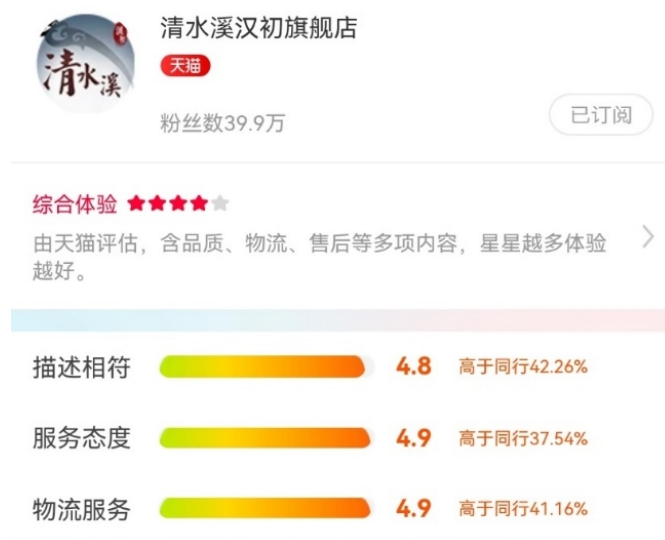 清水溪汉初旗舰店
清水溪
天猫
粉丝数39.9万
已订阅
综合体验
由天猫评估，含品质、物流、售后等多项内容，星星越多体验
越好。
描述相符 4.8 高于同行42.26%
服务态度 4.9 高于同行37.54%
物流服务 4.9 高于同行41.16%